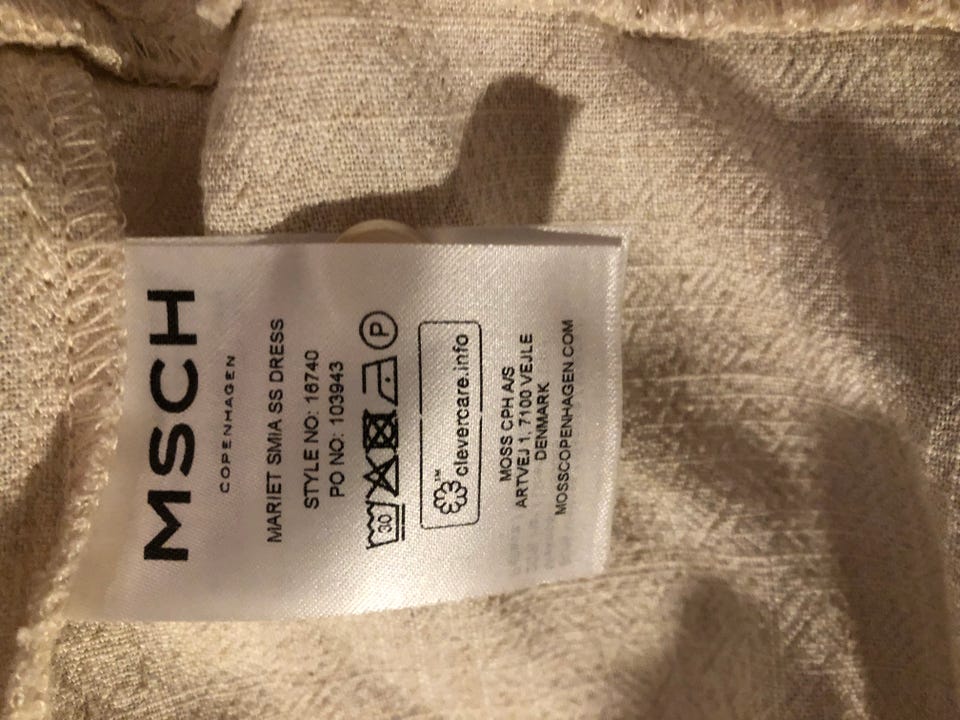 MSCH
COPENHAGEN
MARIET SMIA SS DRESS
STYLE NO: 16740
PO NO: 103943
30 P
clevercare.info
MOSS CPH A/S
ARTVEJ 1, 7100 VEJLE
DENMARK
MOSSCOPENHAGEN.COM